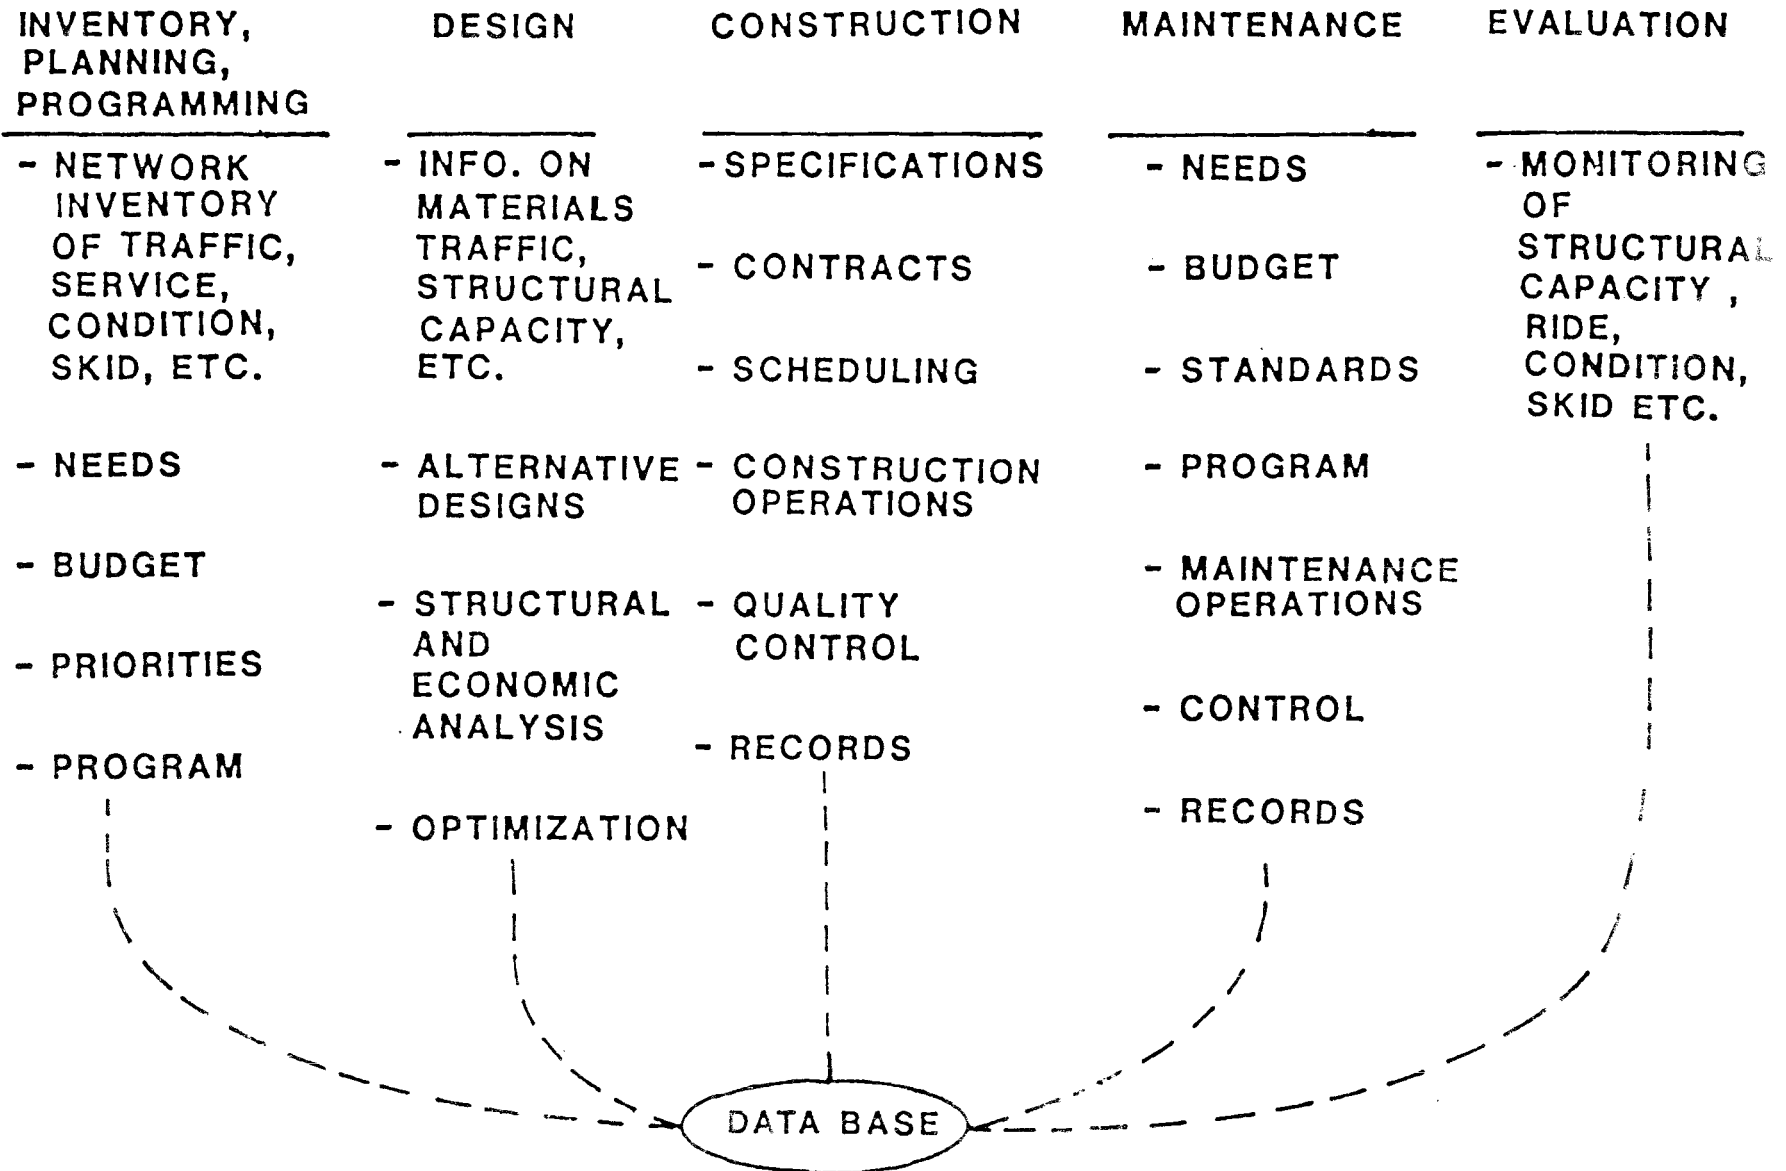 INVENTORY,
PLANNING,
PROGRAMMING
- NETWORK
INVENTORY
OF TRAFFIC,
SERVICE,
CONDITION,
SKID, ETC.
- NEEDS
- BUDGET
- PRIORITIES
- PROGRAM
DESIGN
- INFO. ON
MATERIALS
TRAFFIC,
STRUCTURAL
CAPACITY,
ETC.
- ALTERNATIVE
DESIGNS
- STRUCTURAL
AND
ECONOMIC
ANALYSIS
- OPTIMIZATION
CONSTRUCTION
- SPECIFICATIONS
- CONTRACTS
- SCHEDULING
- CONSTRUCTION
OPERATIONS
- QUALITY
CONTROL
- RECORDS
MAINTENANCE
- NEEDS
- BUDGET
- STANDARDS
- PROGRAM
- MAINTENANCE
OPERATIONS
- CONTROL
- RECORDS
EVALUATION
- MONITORING
OF
STRUCTURAL
CAPACITY ,
RIDE,
CONDITION,
SKID ETC.
DATA BASE